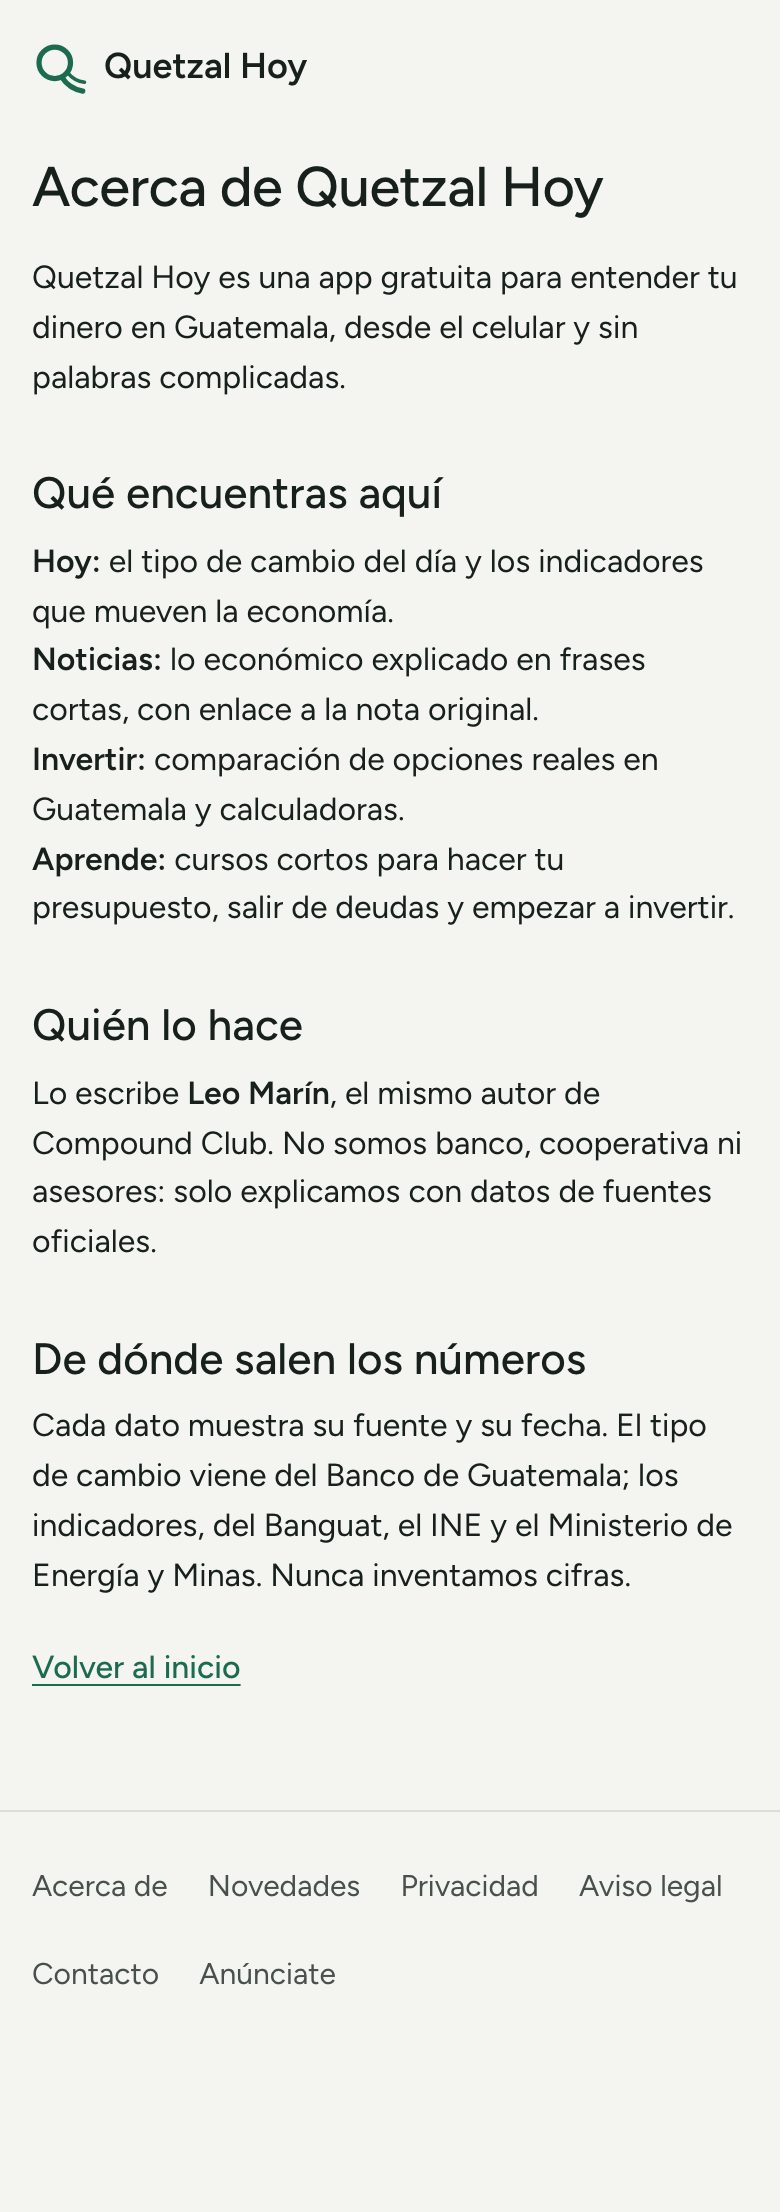 Quetzal Hoy
Acerca de Quetzal Hoy
Quetzal Hoy es una app gratuita para entender tu
dinero en Guatemala, desde el celular y sin
palabras complicadas.
Qué encuentras aquí
Hoy: el tipo de cambio del día y los indicadores
que mueven la economía.
Noticias: lo económico explicado en frases
cortas, con enlace a la nota original.
Invertir: comparación de opciones reales en
Guatemala y calculadoras.
Aprende: cursos cortos para hacer tu
presupuesto, salir de deudas y empezar a invertir.
Quién lo hace
Lo escribe Leo Marín, el mismo autor de
Compound Club. No somos banco, cooperativa ni
asesores: solo explicamos con datos de fuentes
oficiales.
De dónde salen los números
Cada dato muestra su fuente y su fecha. El tipo
de cambio viene del Banco de Guatemala; los
indicadores, del Banguat, el INE y el Ministerio de
Energía y Minas. Nunca inventamos cifras.
Volver al inicio
Acerca de Novedades Privacidad Aviso legal
Contacto Anúnciate